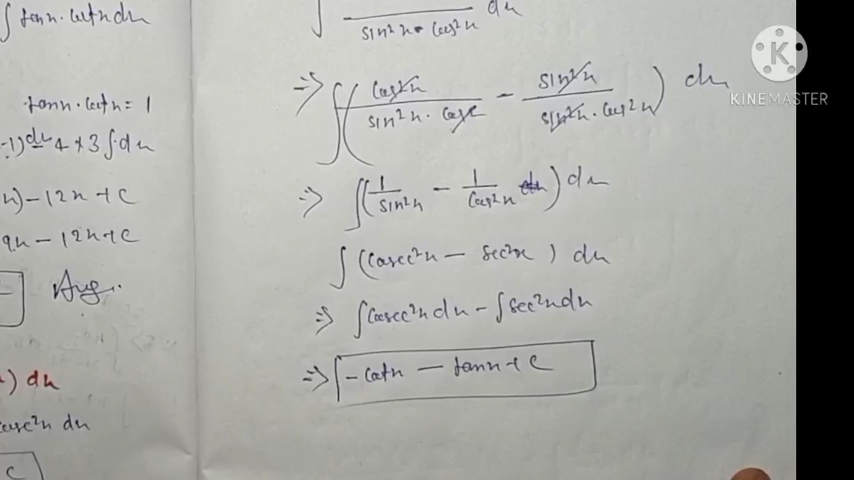 ∫ tanx·cotx dx
tanx·cotx = 1
-1) dx - 4 × 3 ∫·dx
x) - 12x + c
9x - 12x + c
Ans.
) dx
cosec²x dx
c
∫ ─── dx
sin²x · cos²x
=> ∫( cos²x / sin²x · cos² - sin²x / sin²x · cos²x ) dx
=> ∫( 1/sin²x - 1/cos²x ) dx
∫ (cosec²x - sec²x) dx
=> ∫cosec²x dx - ∫sec²x dx
=> -cotx - tanx + c
K
KINEMASTER